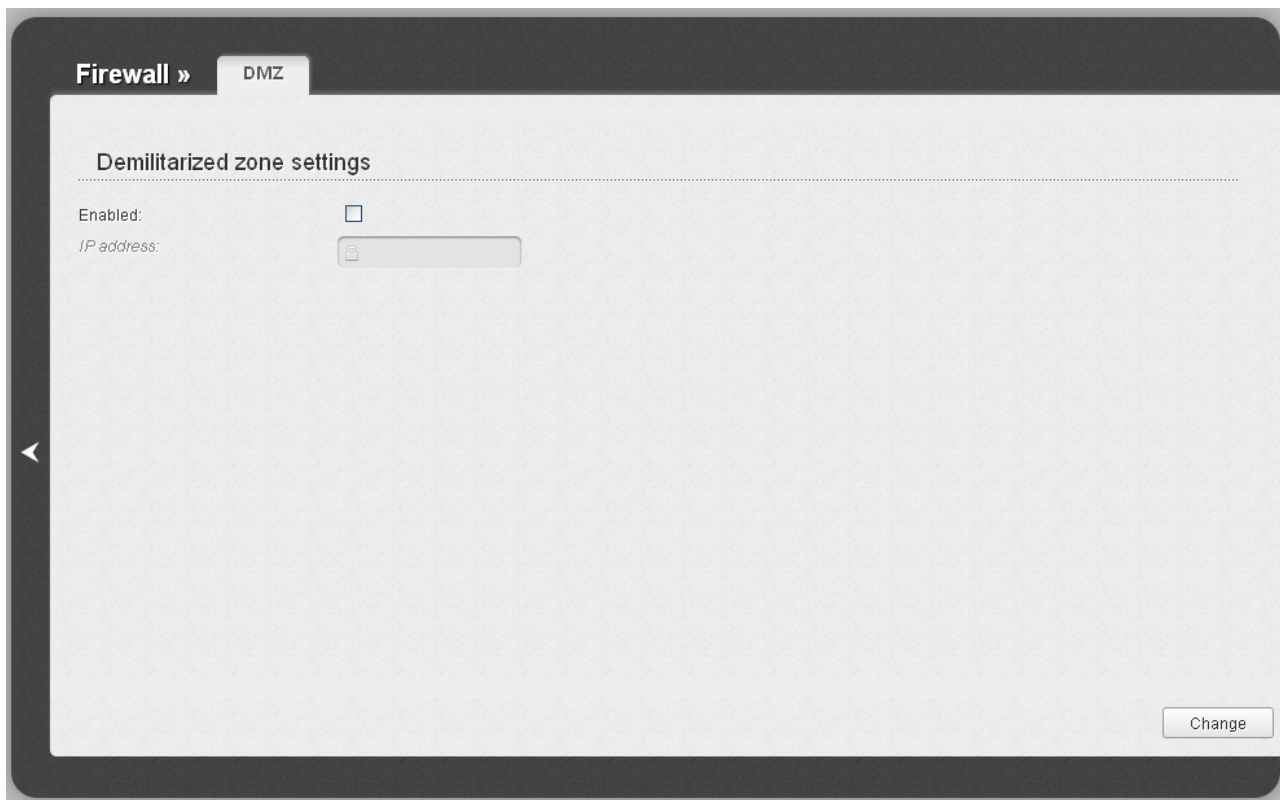 Firewall »
DMZ
Demilitarized zone settings
Enabled:
IP address:
Change